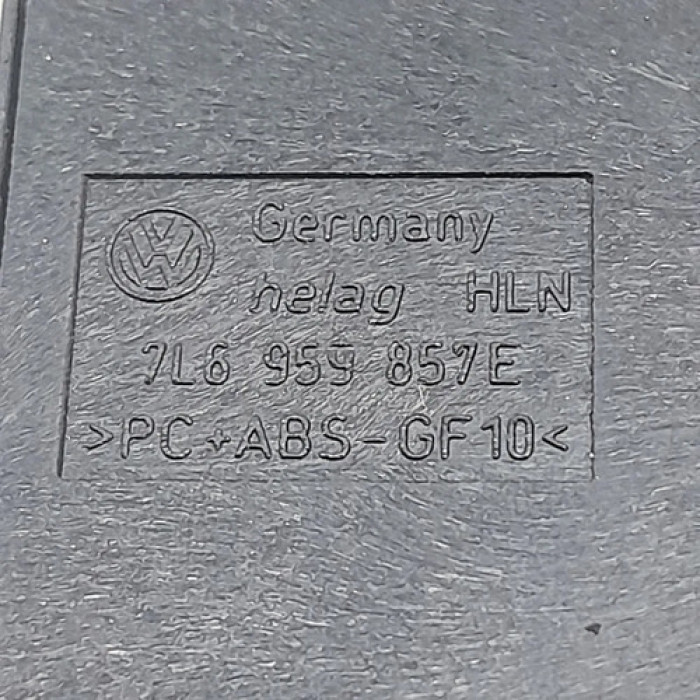 Germany
helag HLN
7L6 959 857E
>PC+ABS-GF10<